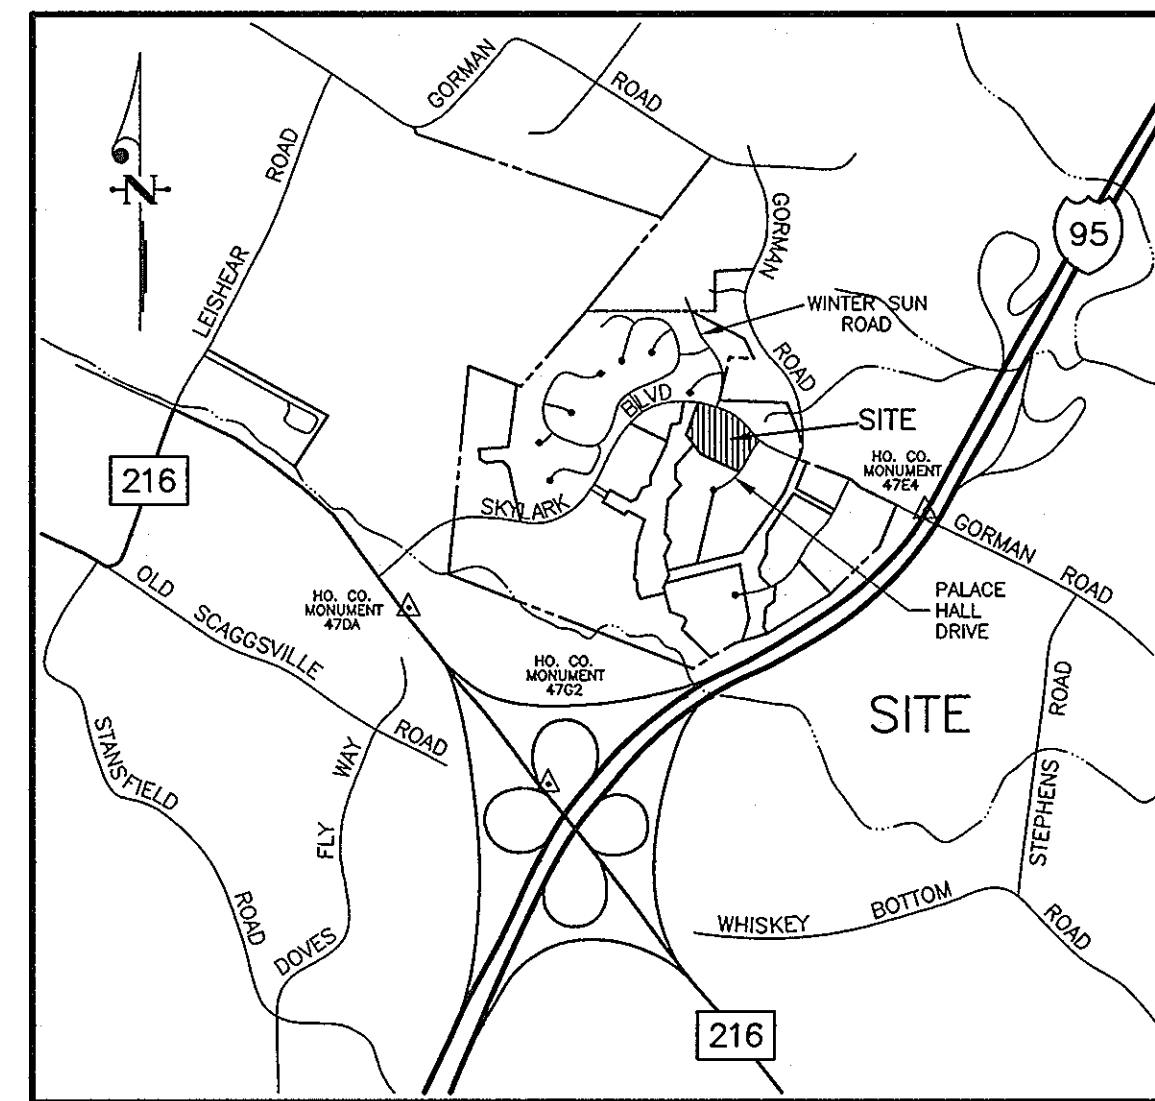 GORMAN
ROAD
ROAD
LEISHEAR
N
GORMAN
ROAD
95
WINTER SUN
ROAD
BLVD
SKYLARK
SITE
HO. CO.
MONUMENT
47E4
216
GORMAN
ROAD
OLD
SCAGGSVILLE
ROAD
HO. CO.
MONUMENT
47DA
HO. CO.
MONUMENT
47G2
PALACE
HALL
DRIVE
SITE
STANSFIELD
ROAD
DOVES
FLY
WAY
STEPHENS
ROAD
WHISKEY
BOTTOM
ROAD
216